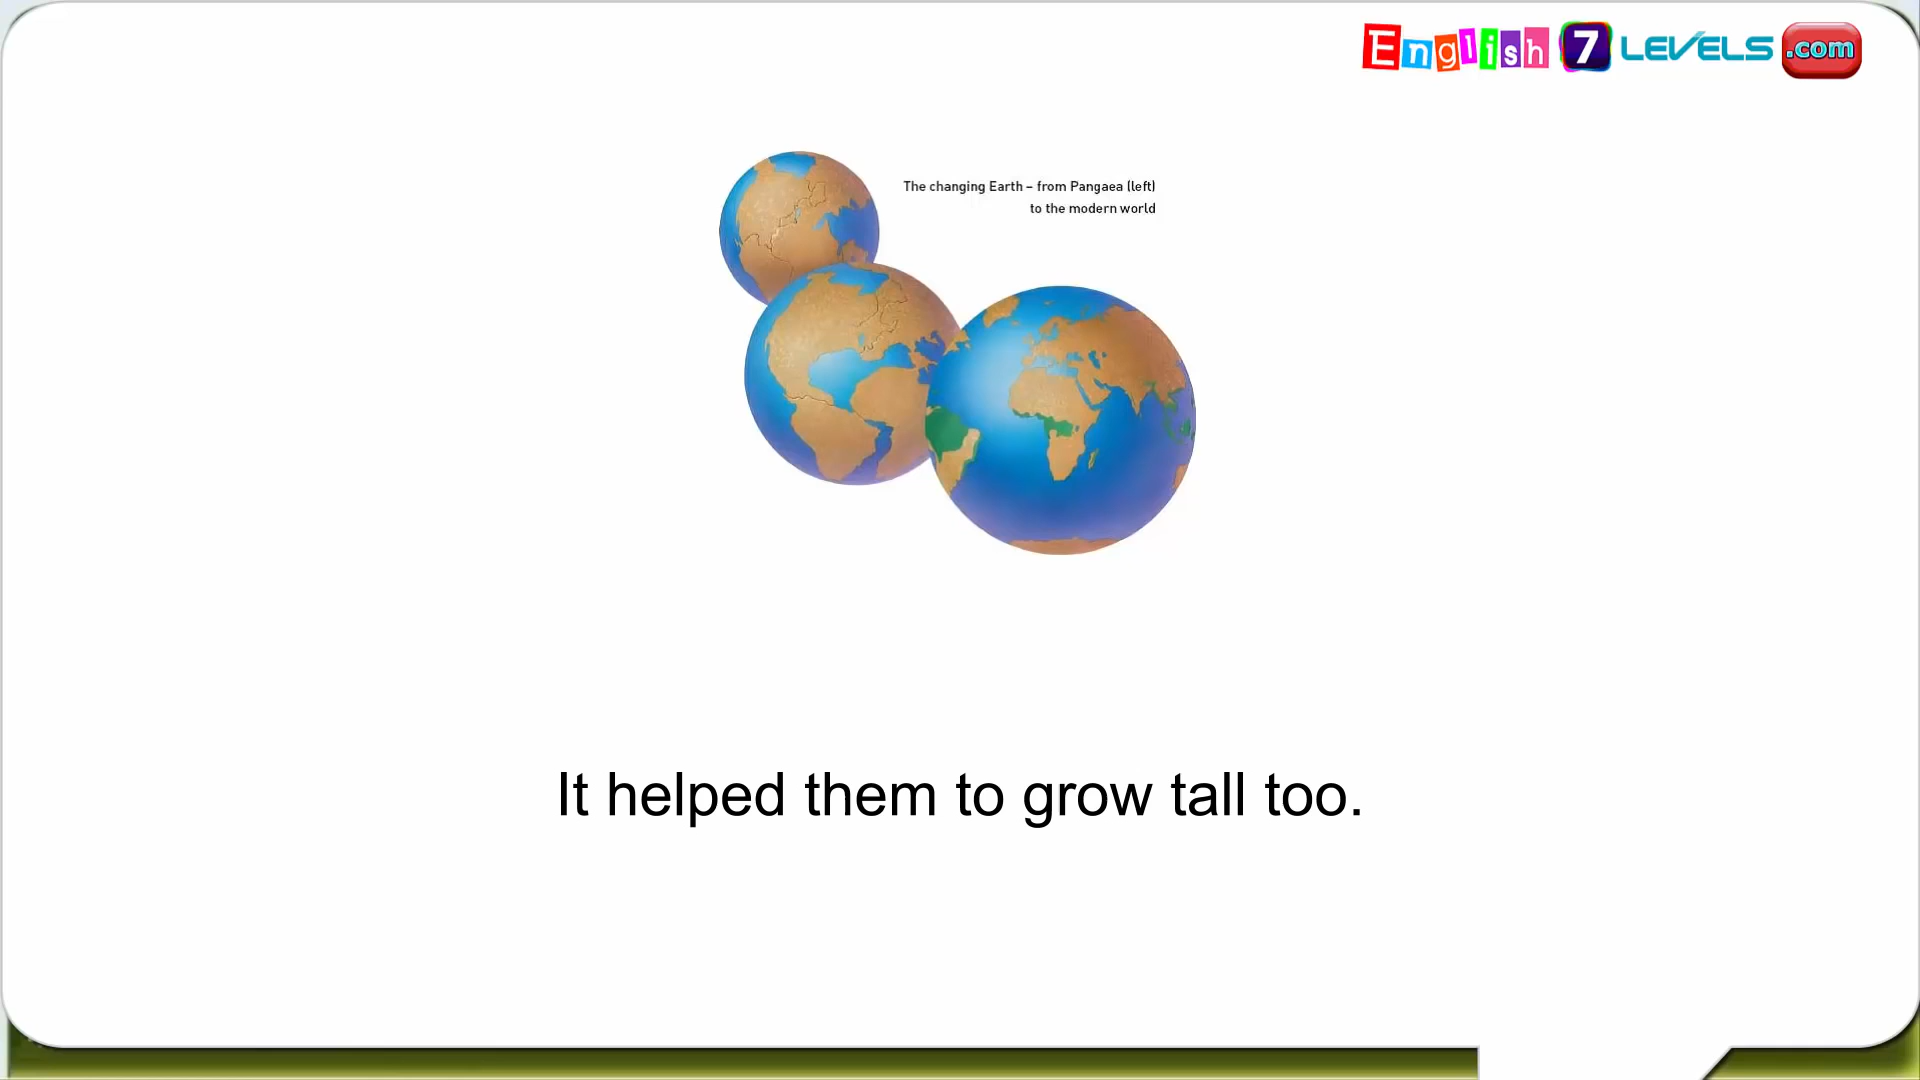 English 7 LEVELS .com
The changing Earth – from Pangaea (left)
to the modern world
It helped them to grow tall too.